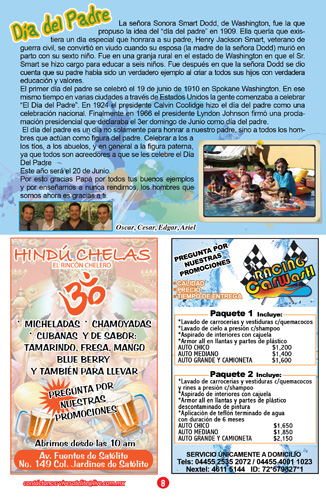 Día del Padre
La señora Sonora Smart Dodd, de Washington, fue la que
propuso la idea del "día del padre" en 1909. Ella quería que exis-
tiera un día especial que honrara a su padre, Henry Jackson Smart, veterano de
guerra civil, se convirtió en viudo cuando su esposa (la madre de la señora Dodd) murió en
parto con su sexto niño. Fue en una granja rural en el estado de Washington en que el Sr.
Smart se hizo cargo para educar a seis niños. Fue después en que la señora Smart se dio
cuenta que su padre había sido un verdadero ejemplo al criar a todos sus hijos con verdadera
educación y valores.
El primer día del padre se celebró el 19 de junio de 1910 en Spokane Washington. En ese
mismo tiempo en varias ciudades a través de Estados Unidos la gente comenzaba a celebrar
"El Día del Padre". En 1924 el presidente Calvin Coolidge hizo el día del padre como una
celebración nacional. Finalmente en 1966 el presidente Lyndon Johnson firmó una procla-
mación presidencial que declaraba el 3er domingo de Junio como día del padre.
El día del padre es un día no solamente para honrar a nuestro padre, sino a todos los hom-
bres que actúan como figura del padre. Celebrar a los a
los tíos, a los abuelos, y en general a la figura paterna,
ya que todos son acreedores a que se les celebre el Día
Del Padre
Este año será el 20 de Junio.
Por esto gracias Papá por todos tus buenos ejemplos
y por enseñarnos a nunca rendirnos, los hombres que
somos ahora es gracias a ti.
Oscar, Cesar, Edgar, Ariel
HINDÚ CHELAS
EL RINCÓN CHELERO
* MICHELADAS * CHAMOYADAS
* CUBANAS Y DE SABOR:
TAMARINDO, FRESA, MANGO
BLUE BERRY
Y TAMBIÉN PARA LLEVAR
PREGUNTA POR
NUESTRAS
PROMOCIONES
Abrimos desde las 10 am
Av. Fuentes de Satélite
No. 149 Col. Jardines de Satélite
PREGUNTA POR
NUESTRAS
PROMOCIONES
RACING
Carwash
CALIDAD
PRECIO
TIEMPO DE ENTREGA
Paquete 1 Incluye:
*Lavado de carrocerías y vestiduras c/quemacocos
*Lavado de cielo a presión c/shampoo
*Aspirado de interiores con cajuela
*Armor all en llantas y partes de plástico
AUTO CHICO $1,200
AUTO MEDIANO $1,400
AUTO GRANDE Y CAMIONETA $1,600
Paquete 2 Incluye:
*Lavado de carrocerías y vestiduras c/quemacocos
y rines a presión c/shampoo
*Aspirado de interiores con cajuela
*Armor all en llantas y partes de plástico
descontaminado de pintura
*Aplicación de teflón terminado de agua
con duración de 6 meses
AUTO CHICO $1,650
AUTO MEDIANO $1,850
AUTO GRANDE Y CAMIONETA $2,150
SERVICIO ÚNICAMENTE A DOMICILIO
Tels: 04455 2535 2072 / 04455 4001 1023
Nextel: 4611 5144 ID: 72*679827*1
9